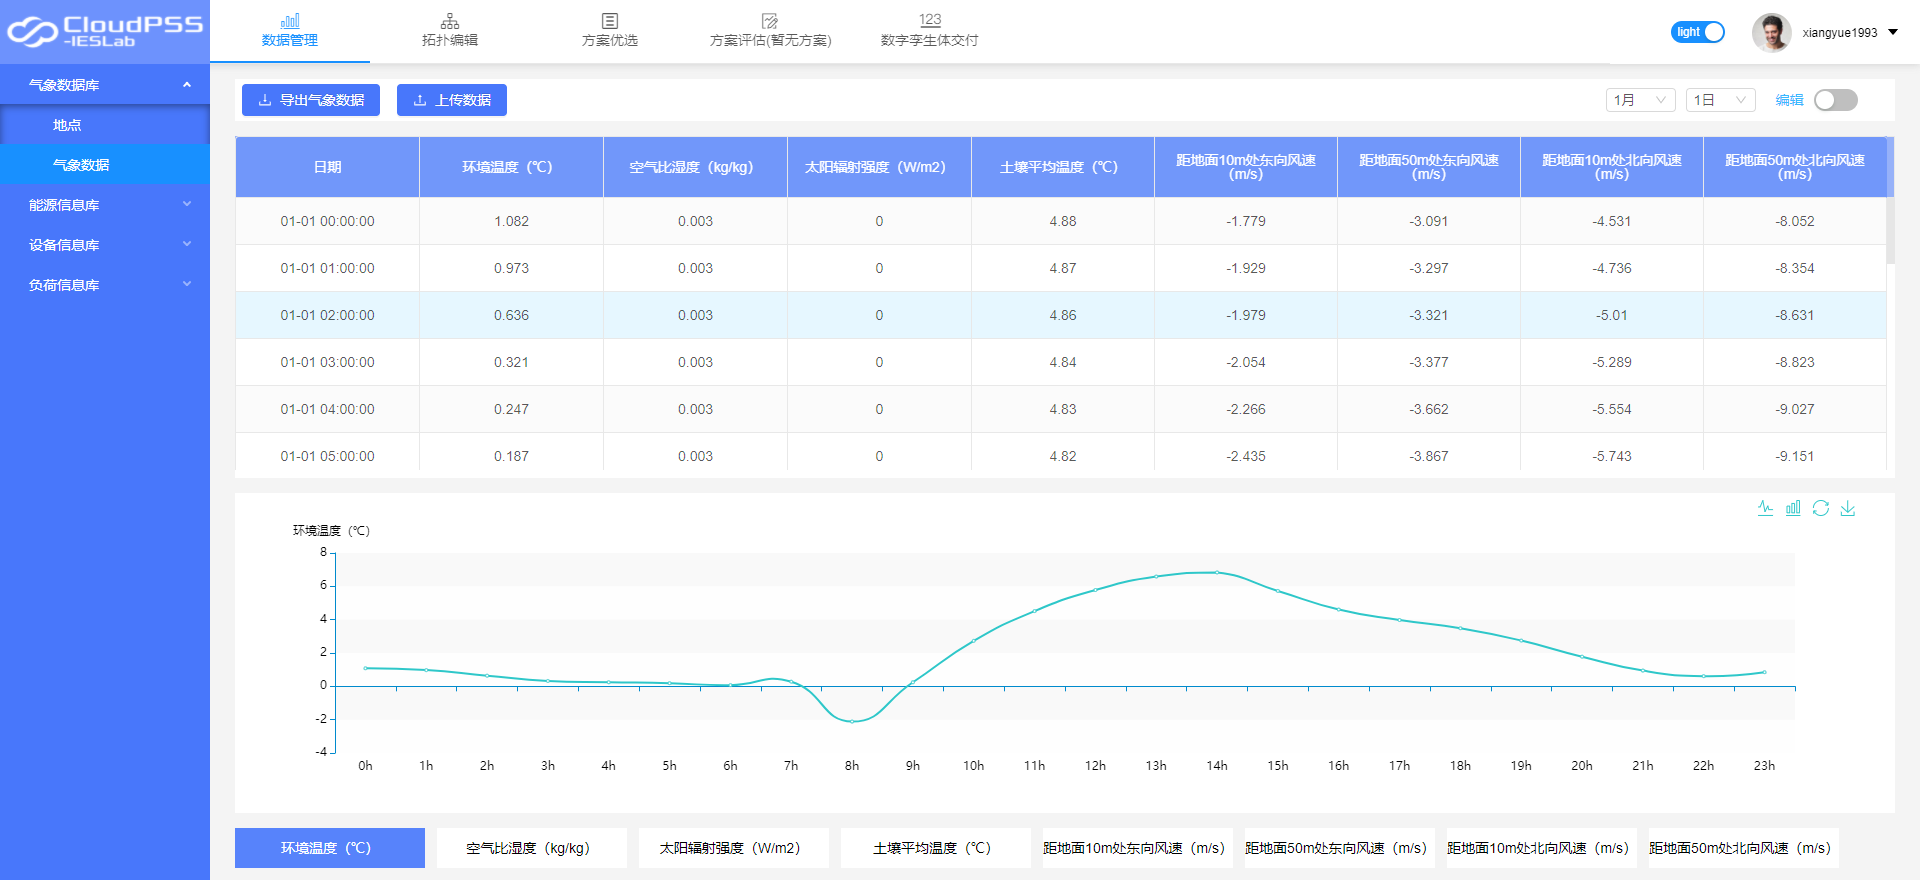 CloudPSS
-IESLab
数据管理
拓扑编辑
方案优选
方案评估(暂无方案)
123
数字孪生体交付
light
xiangyue1993
气象数据库
地点
气象数据
能源信息库
设备信息库
负荷信息库
导出气象数据
上传数据
1月
1日
编辑
日期 环境温度（℃） 空气比湿度（kg/kg） 太阳辐射强度（W/m2） 土壤平均温度（℃） 距地面10m处东向风速（m/s） 距地面50m处东向风速（m/s） 距地面10m处北向风速（m/s） 距地面50m处北向风速（m/s）
01-01 00:00:00 1.082 0.003 0 4.88 -1.779 -3.091 -4.531 -8.052
01-01 01:00:00 0.973 0.003 0 4.87 -1.929 -3.297 -4.736 -8.354
01-01 02:00:00 0.636 0.003 0 4.86 -1.979 -3.321 -5.01 -8.631
01-01 03:00:00 0.321 0.003 0 4.84 -2.054 -3.377 -5.289 -8.823
01-01 04:00:00 0.247 0.003 0 4.83 -2.266 -3.662 -5.554 -9.027
01-01 05:00:00 0.187 0.003 0 4.82 -2.435 -3.867 -5.743 -9.151
环境温度（℃）
8
6
4
2
0
-2
-4
0h 1h 2h 3h 4h 5h 6h 7h 8h 9h 10h 11h 12h 13h 14h 15h 16h 17h 18h 19h 20h 21h 22h 23h
环境温度（℃） 空气比湿度（kg/kg） 太阳辐射强度（W/m2） 土壤平均温度（℃） 距地面10m处东向风速（m/s） 距地面50m处东向风速（m/s） 距地面10m处北向风速（m/s） 距地面50m处北向风速（m/s）